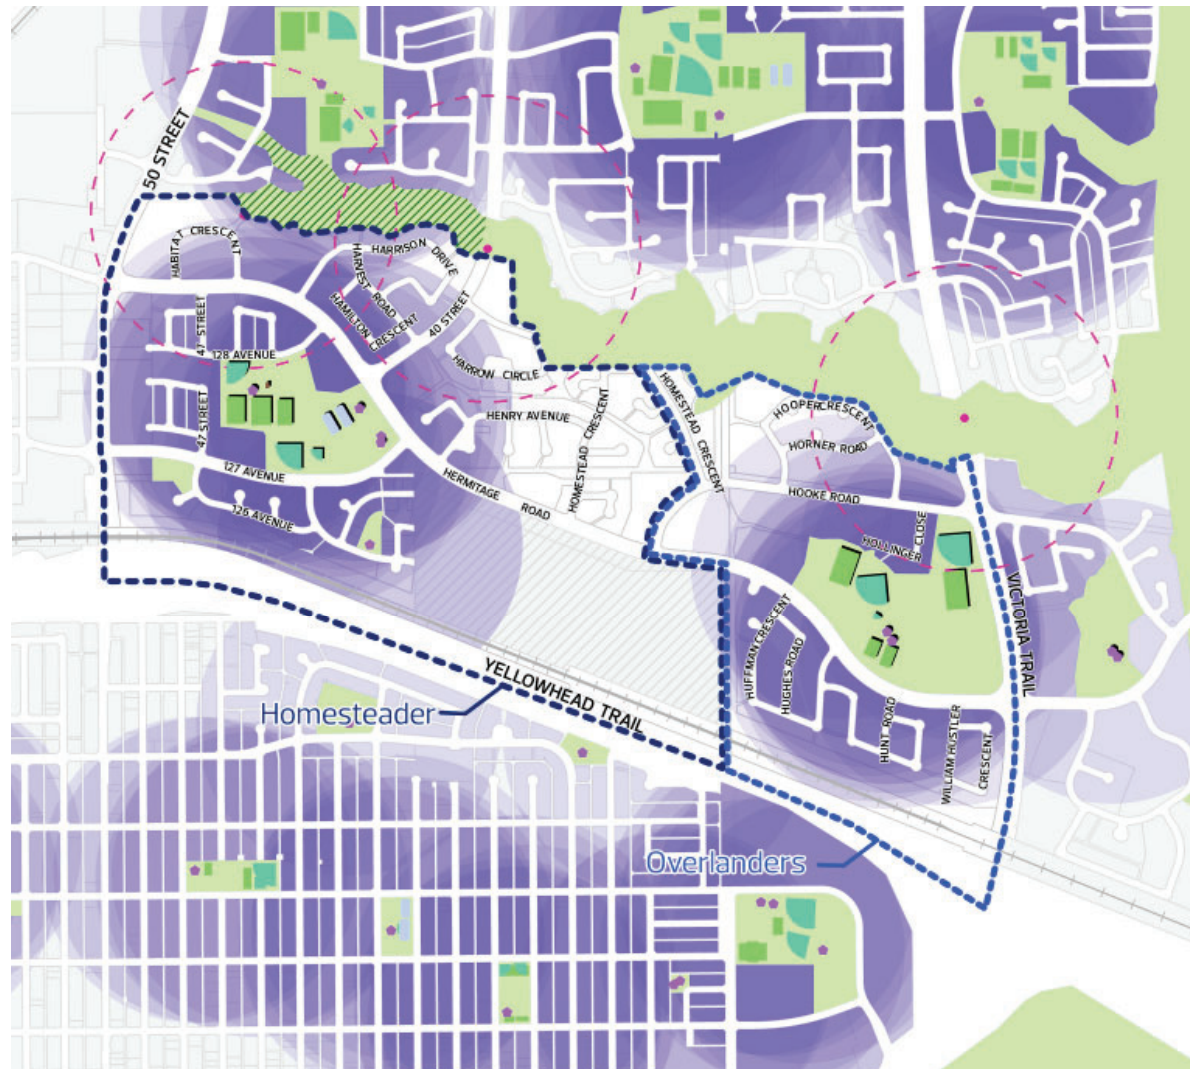 50 STREET
HABITAT CRESCENT
HARRISON DRIVE
HARVEST ROAD
HAMILTON
CRESCENT
40 STREET
47 STREET
128 AVENUE
HARROW CIRCLE
HOMESTEAD CRESCENT
HOOPER CRESCENT
HENRY AVENUE
HOMESTEAD CRESCENT
HORNER ROAD
47 STREET
127 AVENUE
HERMITAGE ROAD
HOOKE ROAD
126 AVENUE
HOLLINGER CLOSE
VICTORIA TRAIL
HUFFMAN CRESCENT
HUGHES ROAD
YELLOWHEAD TRAIL
Homesteader
HUNT ROAD
WILLIAM HUSTLER
CRESCENT
Overlanders